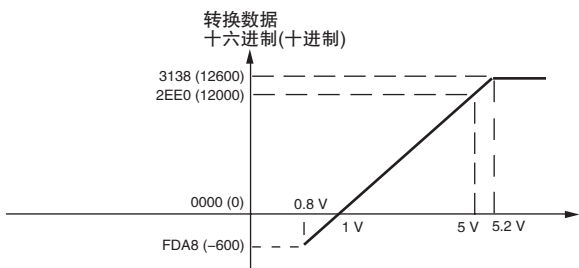 转换数据
十六进制(十进制)
3138 (12600)
2EE0 (12000)
0000 (0)
0.8 V
1 V
5 V
5.2 V
FDA8 (−600)